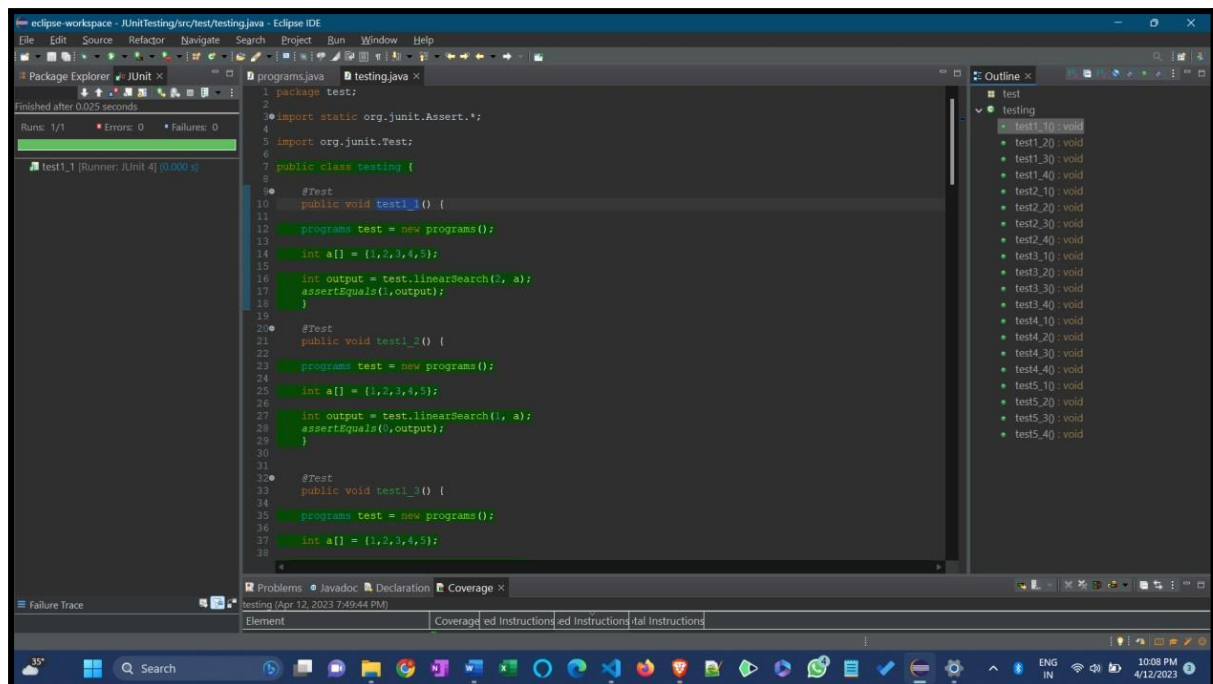 eclipse-workspace - JUnitTesting/src/test/testing.java - Eclipse IDE
File Edit Source Refactor Navigate Search Project Run Window Help
Package Explorer JUnit
Finished after 0.025 seconds
Runs: 1/1 Errors: 0 Failures: 0
test1_1 [Runner: JUnit 4] (0.000 s)
Failure Trace
programs.java testing.java
1 package test;
2
3 import static org.junit.Assert.*;
4
5 import org.junit.Test;
6
7 public class testing {
8
9 @Test
10 public void test1_1() {
11
12 programs test = new programs();
13
14 int a[] = {1,2,3,4,5};
15
16 int output = test.linearSearch(2, a);
17 assertEquals(1,output);
18 }
19
20 @Test
21 public void test1_2() {
22
23 programs test = new programs();
24
25 int a[] = {1,2,3,4,5};
26
27 int output = test.linearSearch(1, a);
28 assertEquals(0,output);
29 }
30
31
32 @Test
33 public void test1_3() {
34
35 programs test = new programs();
36
37 int a[] = {1,2,3,4,5};
38
Outline
test
testing
test1_1() : void
test1_2() : void
test1_3() : void
test1_4() : void
test2_1() : void
test2_2() : void
test2_3() : void
test2_4() : void
test3_1() : void
test3_2() : void
test3_3() : void
test3_4() : void
test4_1() : void
test4_2() : void
test4_3() : void
test4_4() : void
test5_1() : void
test5_2() : void
test5_3() : void
test5_4() : void
Problems Javadoc Declaration Coverage
testing (Apr 12, 2023 7:49:44 PM)
Element Coverage ed Instructions ed Instructions tal Instructions
35° Search ENG 10:08 PM
IN 4/12/2023